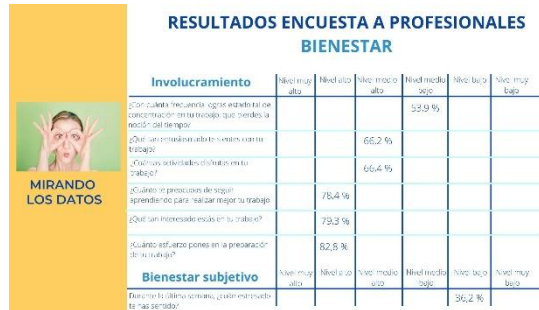 RESULTADOS ENCUESTA A PROFESIONALES
BIENESTAR
Involucramiento
Nivel muy alto
Nivel alto
Nivel medio alto
Nivel medio bajo
Nivel bajo
Nivel muy bajo
¿Con cuánta frecuencia logras estado tal de
concentración en tu trabajo, que pierdes la
noción del tiempo?
53,9 %
¿Qué tan entusiasmado te sientes con tu
trabajo?
66,2 %
¿Cuántas actividades disfrutas en tu
trabajo?
66,4 %
¿Cuánto te preocupas de seguir
aprendiendo para realizar mejor tu trabajo
78,4 %
¿Qué tan interesado estás en tu trabajo?
79,3 %
¿Cuánto esfuerzo pones en la preparación
de tu trabajo?
82,8 %
MIRANDO
LOS DATOS
Bienestar subjetivo
Nivel muy alto
Nivel alto
Nivel medio alto
Nivel medio bajo
Nivel bajo
Nivel muy bajo
Durante la última semana, ¿cuán estresado
te has sentido?
36,2 %